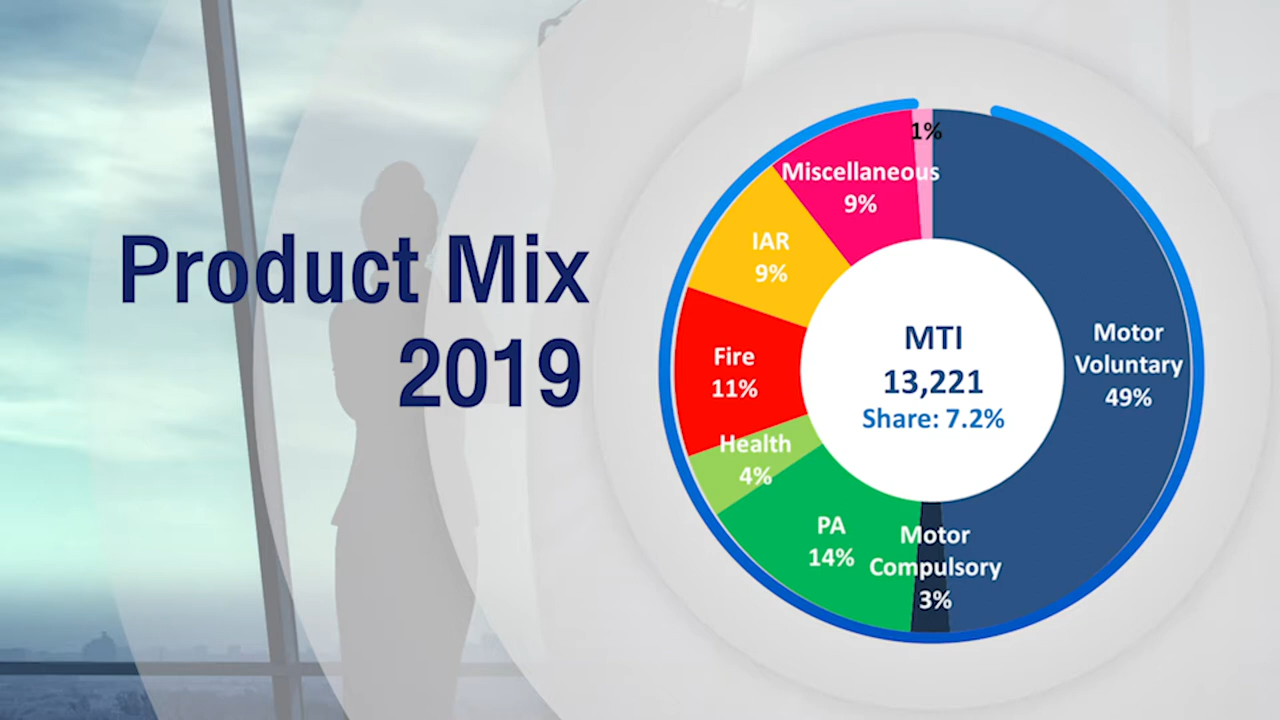 Product Mix
2019
1%
Miscellaneous
9%
IAR
9%
Fire
11%
Health
4%
PA
14%
Motor
Compulsory
3%
Motor
Voluntary
49%
MTI
13,221
Share: 7.2%